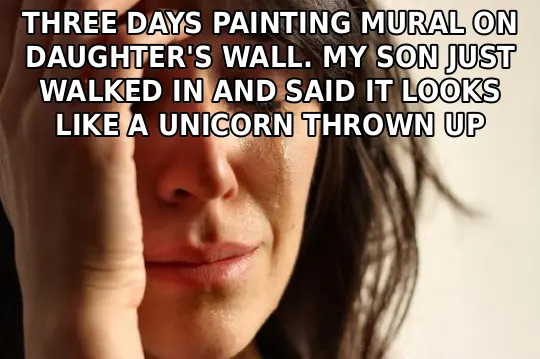 THREE DAYS PAINTING MURAL ON
DAUGHTER'S WALL. MY SON JUST
WALKED IN AND SAID IT LOOKS
LIKE A UNICORN THROWN UP